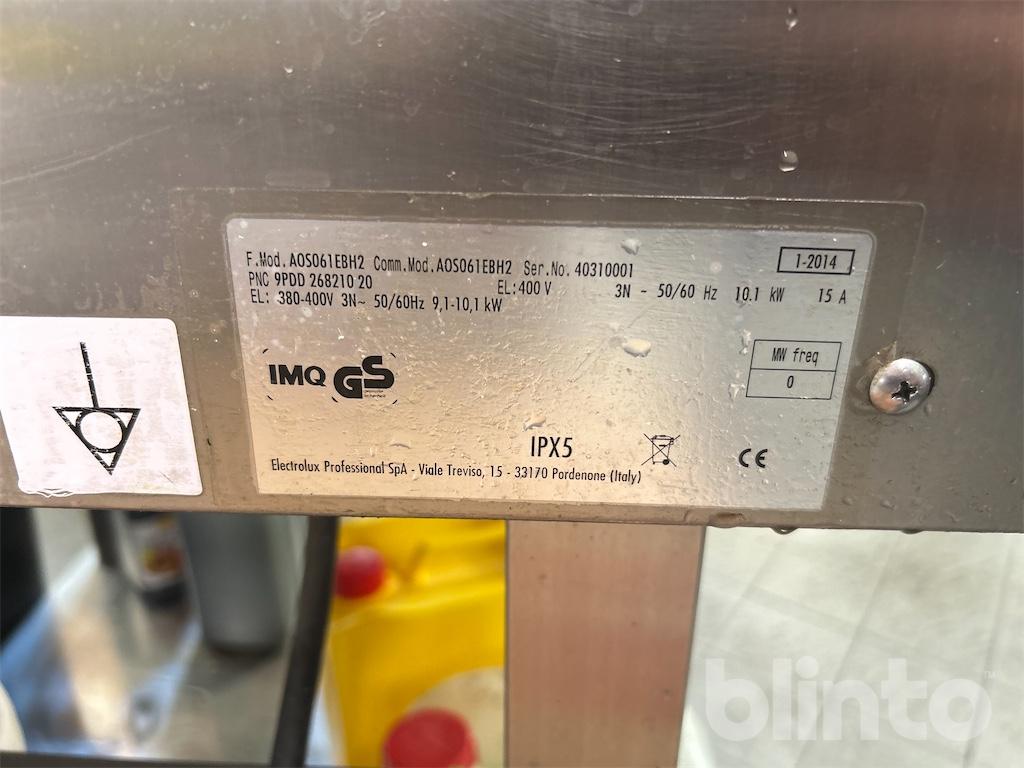 F.Mod. AOS061EBH2 Comm.Mod. AOS061EBH2 Ser.No. 40310001
1-2014
PNC 9PDD 268210 20 EL: 400 V 3N ~ 50/60 Hz 10.1 kW 15 A
EL: 380-400V 3N~ 50/60Hz 9,1-10,1 kW
MW freq
0
IMQ GS
IPX5
CE
Electrolux Professional SpA - Viale Treviso, 15 - 33170 Pordenone (Italy)
blinto™